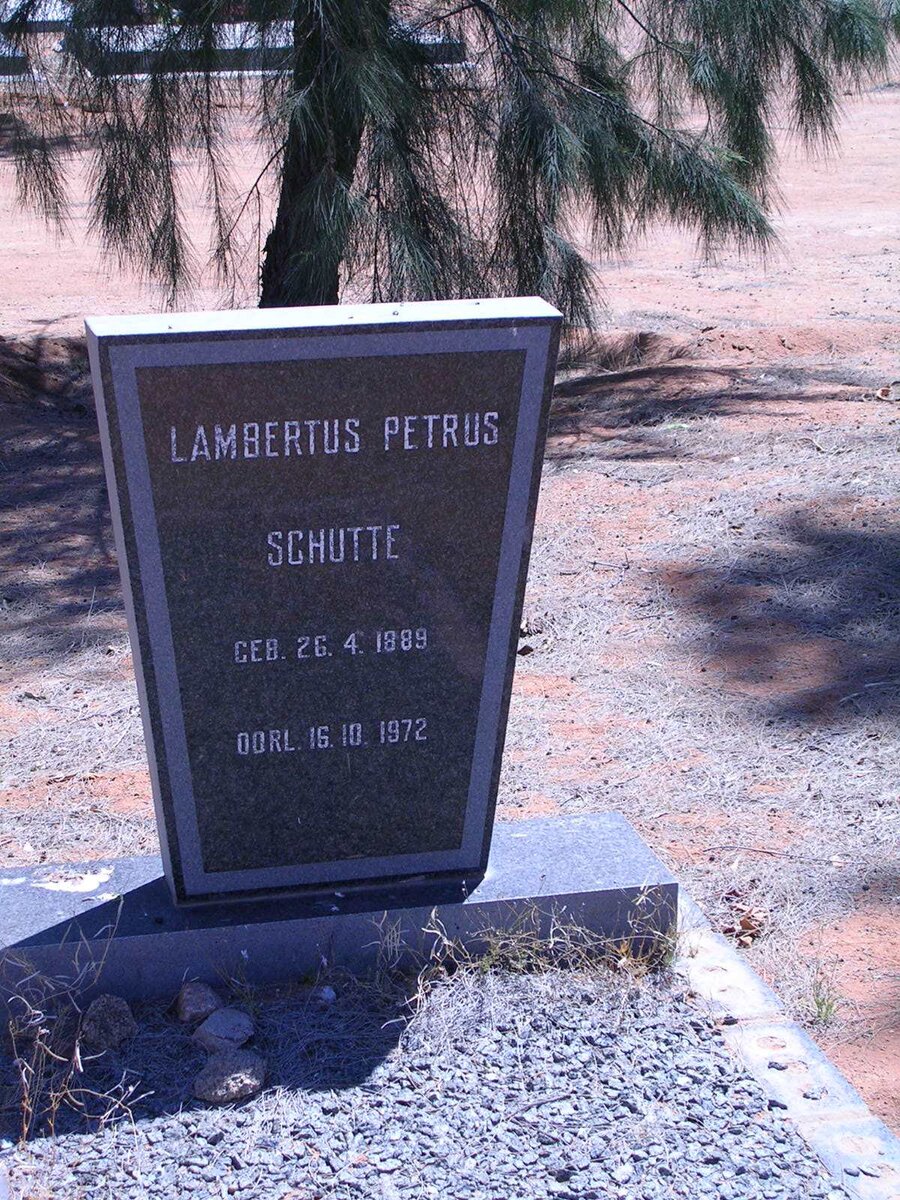 LAMBERTUS PETRUS
SCHUTTE
GEB. 26. 4. 1889
OORL. 16. 10. 1972